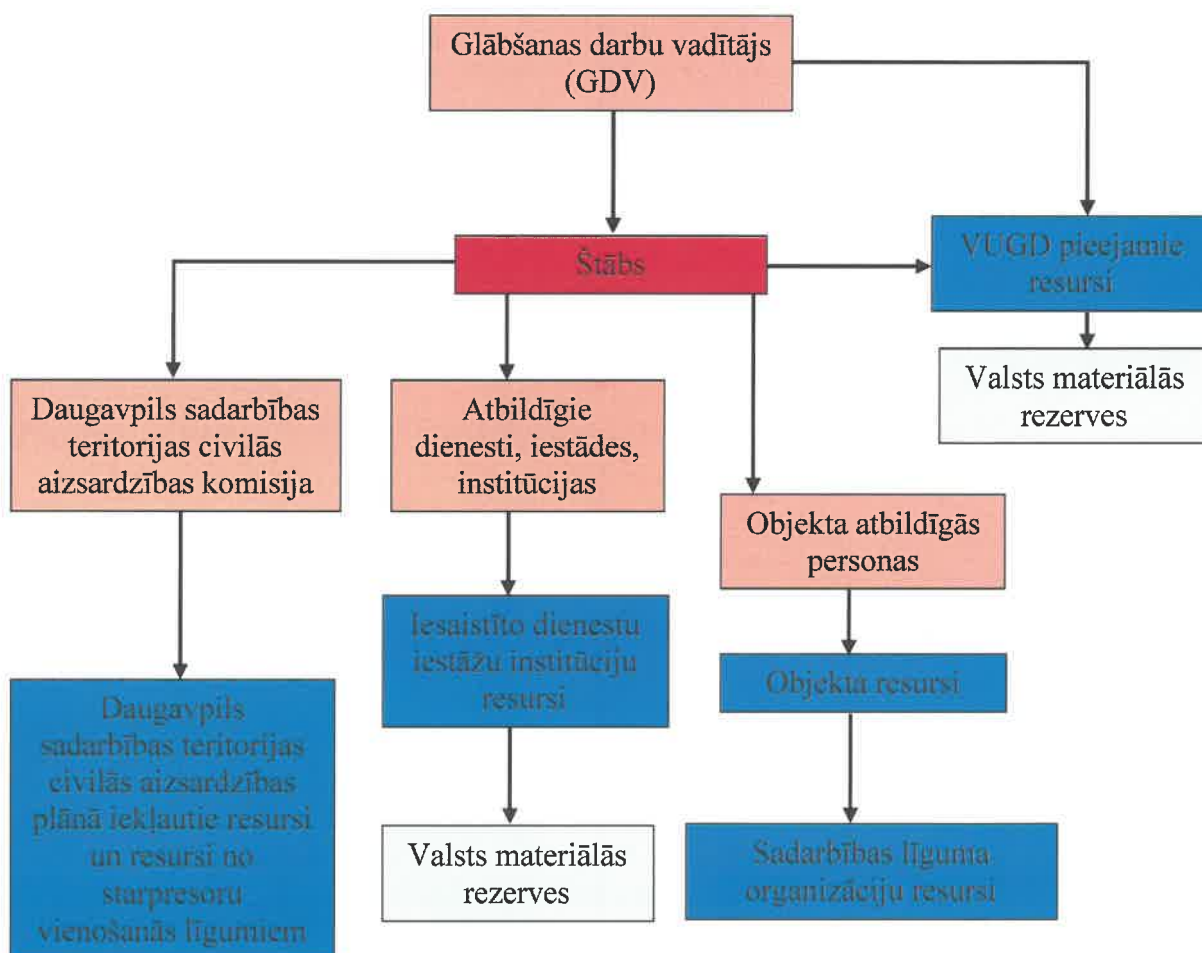 Glābšanas darbu vadītājs
(GDV)
Štābs
VUGD pieejamie
resursi
Valsts materiālās
rezerves
Daugavpils sadarbības
teritorijas civilās
aizsardzības komisija
Atbildīgie
dienesti, iestādes,
institūcijas
Objekta atbildīgās
personas
Iesaistīto dienestu
iestāžu institūciju
resursi
Objekta resursi
Daugavpils
sadarbības teritorijas
civilās aizsardzības
plānā iekļautie resursi
un resursi no
starpresoru
vienošanās līgumiem
Valsts materiālās
rezerves
Sadarbības līguma
organizāciju resursi